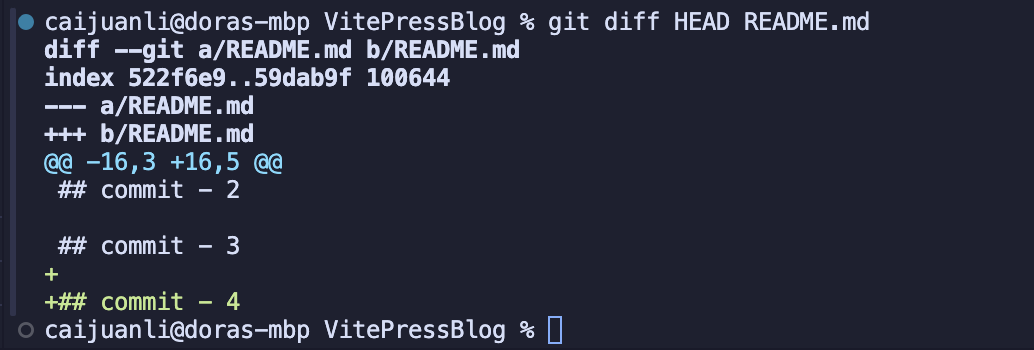 caijuanli@doras-mbp VitePressBlog % git diff HEAD README.md
diff --git a/README.md b/README.md
index 522f6e9..59dab9f 100644
--- a/README.md
+++ b/README.md
@@ -16,3 +16,5 @@
 ## commit - 2

 ## commit - 3
+
+## commit - 4
caijuanli@doras-mbp VitePressBlog %